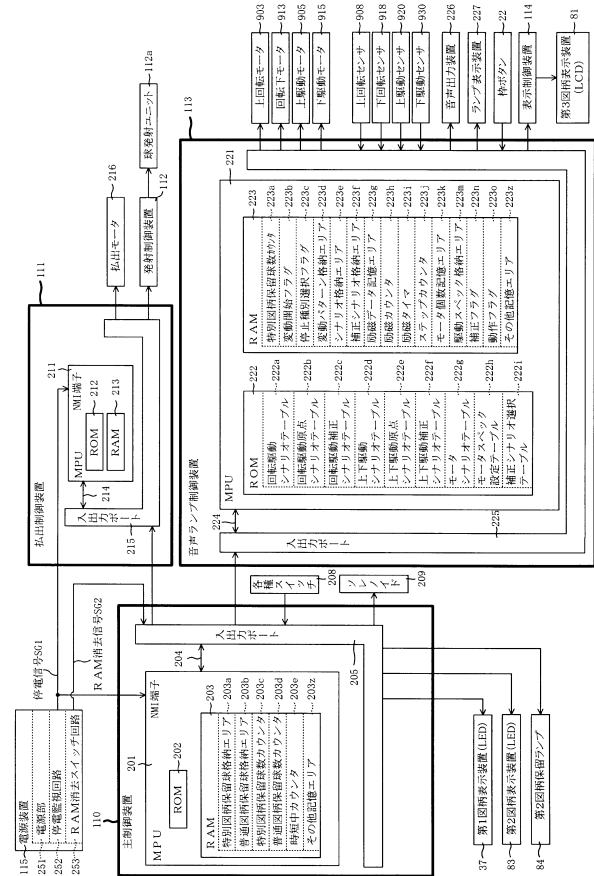 115 電源装置
251 電源部
252 停電監視回路
253 RAM消去スイッチ回路
停電信号SG1
RAM消去信号SG2
110
主制御装置
MPU
201
NMI端子
ROM
202
RAM
203
特別図柄保留球格納エリア 203a
普通図柄保留球格納エリア 203b
特別図柄保留球数カウンタ 203c
普通図柄保留球数カウンタ 203d
時短中カウンタ 203e
その他記憶エリア 203z
204
入出力ポート
205
各種スイッチ
208
ソレノイド
209
37 第1図柄表示装置(LED)
83 第2図柄表示装置(LED)
84 第2図柄保留ランプ
111
払出制御装置
211
NMI端子
MPU
ROM 212
RAM 213
214
入出力ポート
215
払出モータ 216
発射制御装置 112
球発射ユニット 112a
113
音声ランプ制御装置
221
MPU
ROM
222
回転駆動シナリオテーブル 222a
回転駆動原点シナリオテーブル 222b
回転駆動補正シナリオテーブル 222c
上下駆動シナリオテーブル 222d
上下駆動原点シナリオテーブル 222e
上下駆動補正シナリオテーブル 222f
モータシナリオテーブル 222g
モータスペック設定テーブル 222h
補正シナリオ選択テーブル 222i
RAM
223
特別図柄保留球数カウンタ 223a
変動開始フラグ 223b
停止種別選択フラグ 223c
変動パターン格納エリア 223d
シナリオ格納エリア 223e
補正シナリオ格納エリア 223f
励磁データ記憶エリア 223g
励磁カウンタ 223h
励磁タイマ 223i
ステップカウンタ 223j
モータ個数記憶エリア 223k
駆動スペック格納エリア 223m
補正フラグ 223n
動作フラグ 223o
その他記憶エリア 223z
224
入出力ポート
225
上回転モータ 903
回転下モータ 913
上駆動モータ 905
下駆動モータ 915
上回転センサ 908
下回転センサ 918
上駆動センサ 920
下駆動センサ 930
音声出力装置 226
ランプ表示装置 227
枠ボタン 22
表示制御装置 114
第3図柄表示装置(LCD) 81